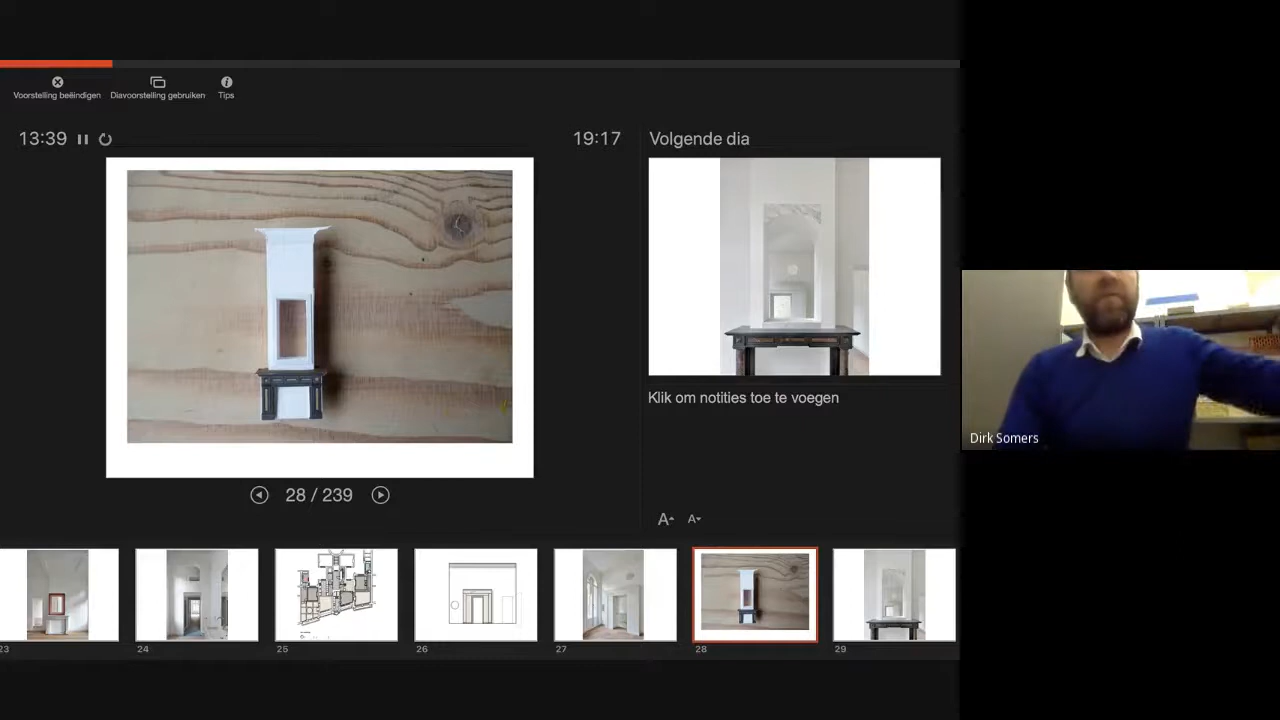 Voorstelling beëindigen
Diavoorstelling gebruiken
Tips
13:39
19:17
Volgende dia
Klik om notities toe te voegen
28 / 239
A A
Dirk Somers
23
24
25
26
27
28
29